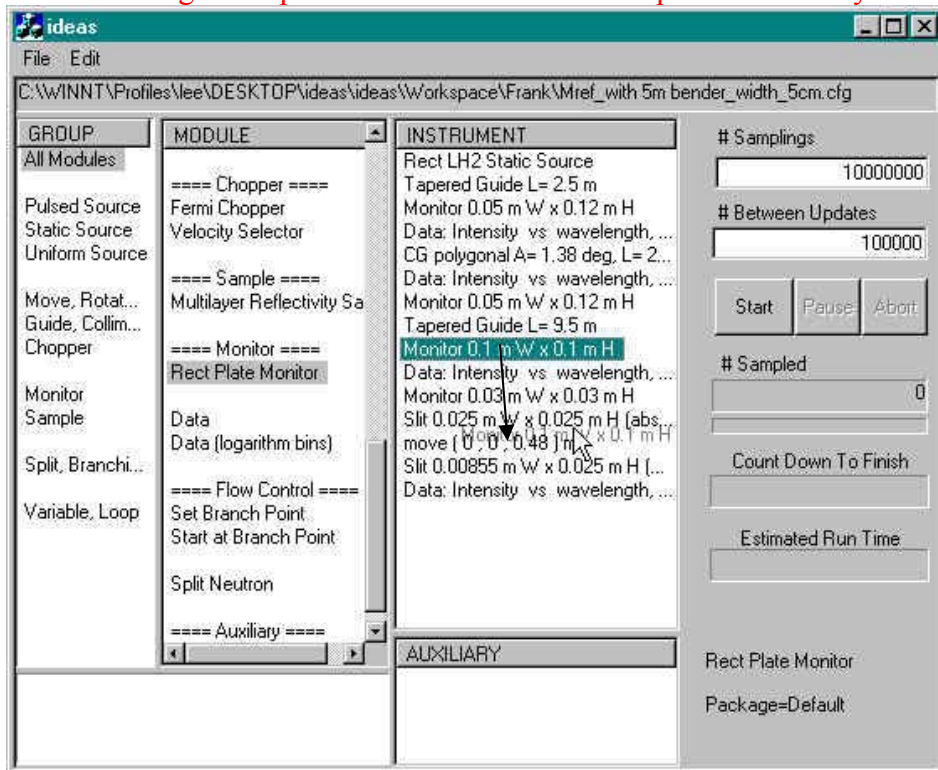 ideas
File Edit
C:\WINNT\Profiles\lee\DESKTOP\ideas\ideas\Workspace\Frank\Mref_with 5m bender_width_5cm.cfg
GROUP
All Modules
Pulsed Source
Static Source
Uniform Source
Move, Rotat...
Guide, Collim...
Chopper
Monitor
Sample
Split, Branchi...
Variable, Loop
MODULE
==== Chopper ====
Fermi Chopper
Velocity Selector
==== Sample ====
Multilayer Reflectivity Sa
==== Monitor ====
Rect Plate Monitor
Data
Data (logarithm bins)
==== Flow Control ====
Set Branch Point
Start at Branch Point
Split Neutron
==== Auxiliary ====
INSTRUMENT
Rect LH2 Static Source
Tapered Guide L= 2.5 m
Monitor 0.05 m W x 0.12 m H
Data: Intensity vs wavelength, ...
CG polygonal A= 1.38 deg, L= 2...
Data: Intensity vs wavelength, ...
Monitor 0.05 m W x 0.12 m H
Tapered Guide L= 9.5 m
Monitor 0.1 m W x 0.1 m H
Data: Intensity vs wavelength, ...
Monitor 0.03 m W x 0.03 m H
Slit 0.025 m W x 0.025 m H (abs...
Monitor 0.1 m W x 0.1 m H
move ( 0 , 0 , 0.48 ) m
Slit 0.00855 m W x 0.025 m H (...
Data: Intensity vs wavelength, ...
AUXILIARY
# Samplings
10000000
# Between Updates
100000
Start Pause Abort
# Sampled
0
Count Down To Finish
Estimated Run Time
Rect Plate Monitor
Package=Default